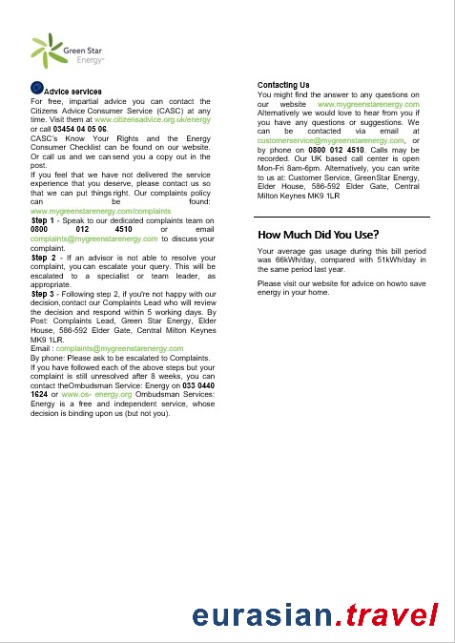 Green Star
Energy
Advice services
For free, impartial advice you can contact the
Citizens Advice Consumer Service (CASC) at any
time. Visit them at www.citizensadvice.org.uk/energy
or call 03454 04 05 06.
CASC's Know Your Rights and the Energy
Consumer Checklist can be found on our website.
Or call us and we can send you a copy out in the
post.
If you feel that we have not delivered the service
experience that you deserve, please contact us so
that we can put things right. Our complaints policy
can be found:
www.mygreenstarenergy.com/complaints
Step 1 - Speak to our dedicated complaints team on
0800 012 4510 or email
complaints@mygreenstarenergy.com to discuss your
complaint.
Step 2 - If an advisor is not able to resolve your
complaint, you can escalate your query. This will be
escalated to a specialist or team leader, as
appropriate.
Step 3 - Following step 2, if you're not happy with our
decision, contact our Complaints Lead who will review
the decision and respond within 5 working days. By
Post: Complaints Lead, Green Star Energy, Elder
House, 586-592 Elder Gate, Central Milton Keynes
MK9 1LR.
Email : complaints@mygreenstarenergy.com
By phone: Please ask to be escalated to Complaints.
If you have followed each of the above steps but your
complaint is still unresolved after 8 weeks, you can
contact theOmbudsman Service: Energy on 033 0440
1624 or www.os- energy.org Ombudsman Services:
Energy is a free and independent service, whose
decision is binding upon us (but not you).
Contacting Us
You might find the answer to any questions on
our website www.mygreenstarenergy.com
Alternatively we would love to hear from you if
you have any questions or suggestions. We
can be contacted via email at
customerservice@mygreenstarenergy.com, or
by phone on 0800 012 4510. Calls may be
recorded. Our UK based call center is open
Mon-Fri 8am-6pm. Alternatively, you can write
to us at: Customer Service, GreenStar Energy,
Elder House, 586-592 Elder Gate, Central
Milton Keynes MK9 1LR
How Much Did You Use?
Your average gas usage during this bill period
was 66kWh/day, compared with 51kWh/day in
the same period last year.
Please visit our website for advice on howto save
energy in your home.
eurasian.travel